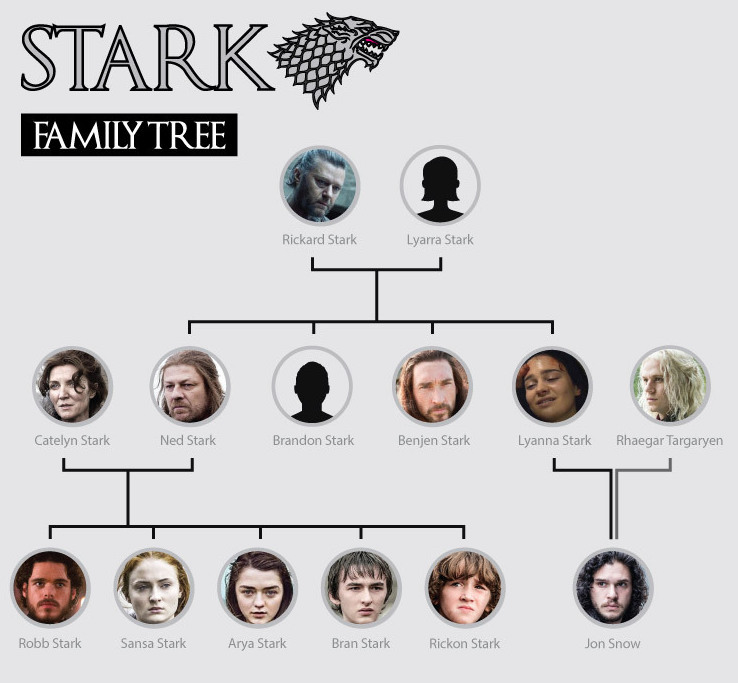 STARK
FAMILY TREE
Rickard Stark
Lyarra Stark
Catelyn Stark
Ned Stark
Brandon Stark
Benjen Stark
Lyanna Stark
Rhaegar Targaryen
Robb Stark
Sansa Stark
Arya Stark
Bran Stark
Rickon Stark
Jon Snow